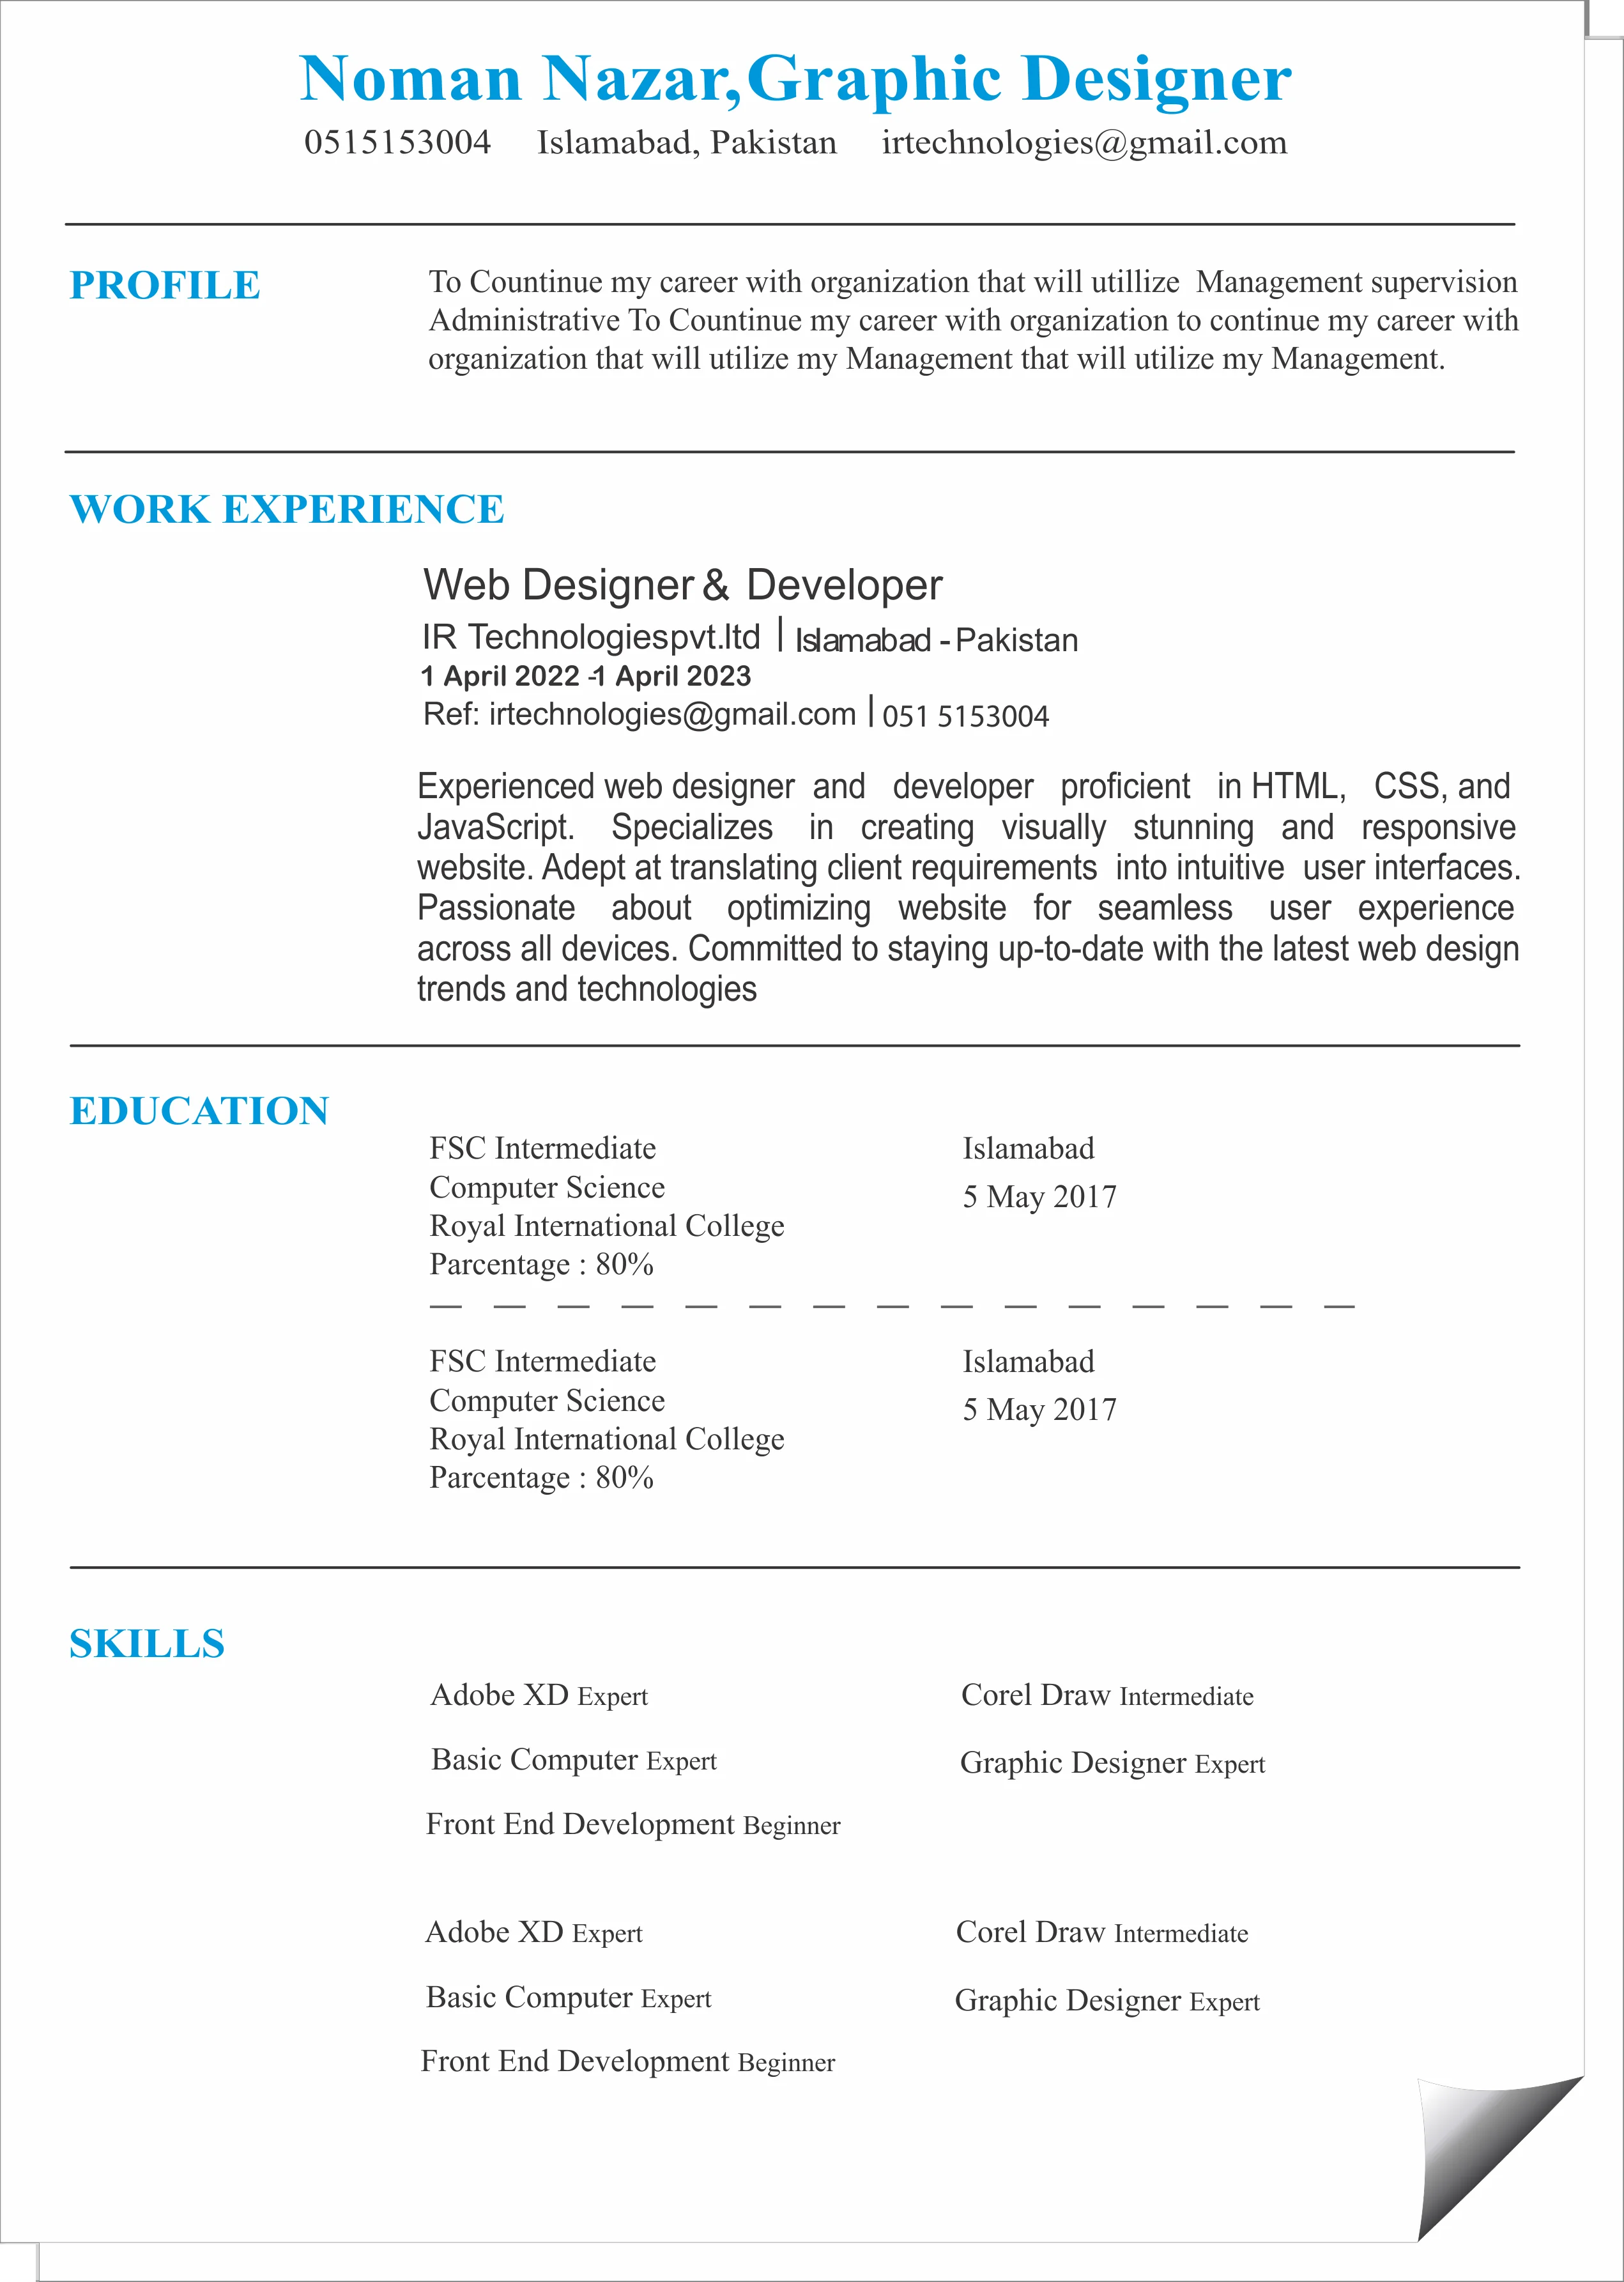 Noman Nazar,Graphic Designer
0515153004 Islamabad, Pakistan irtechnologies@gmail.com
PROFILE
To Countinue my career with organization that will utillize Management supervision
Administrative To Countinue my career with organization to continue my career with
organization that will utilize my Management that will utilize my Management.
WORK EXPERIENCE
Web Designer & Developer
IR Technologiespvt.ltd | Islamabad - Pakistan
1 April 2022 -1 April 2023
Ref: irtechnologies@gmail.com | 051 5153004
Experienced web designer and developer proficient in HTML, CSS, and
JavaScript. Specializes in creating visually stunning and responsive
website. Adept at translating client requirements into intuitive user interfaces.
Passionate about optimizing website for seamless user experience
across all devices. Committed to staying up-to-date with the latest web design
trends and technologies
EDUCATION
FSC Intermediate Islamabad
Computer Science 5 May 2017
Royal International College
Parcentage : 80%
FSC Intermediate Islamabad
Computer Science 5 May 2017
Royal International College
Parcentage : 80%
SKILLS
Adobe XD Expert Corel Draw Intermediate
Basic Computer Expert Graphic Designer Expert
Front End Development Beginner
Adobe XD Expert Corel Draw Intermediate
Basic Computer Expert Graphic Designer Expert
Front End Development Beginner